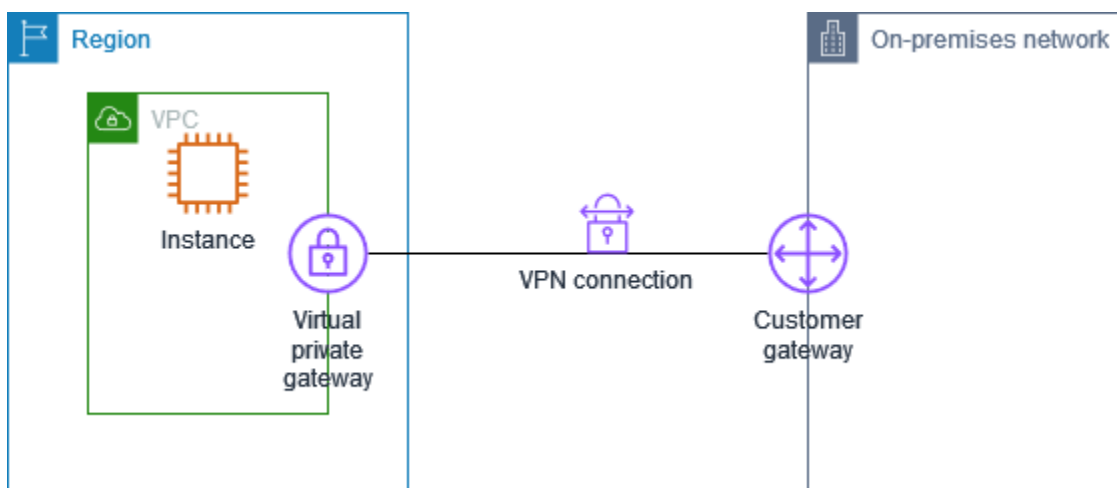 Region
On-premises network
VPC
Instance
VPN connection
Virtual
private
gateway
Customer
gateway